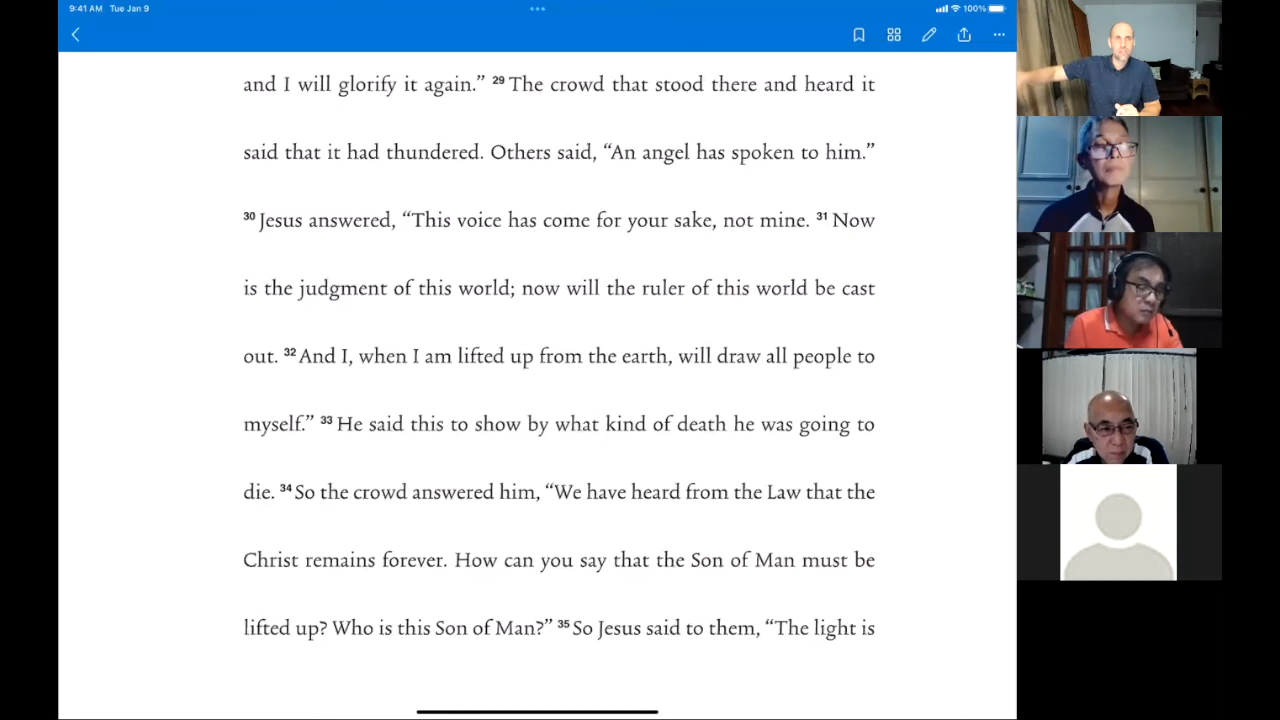 9:41 AM Tue Jan 9
100%
and I will glorify it again.” 29 The crowd that stood there and heard it
said that it had thundered. Others said, “An angel has spoken to him.”
30 Jesus answered, “This voice has come for your sake, not mine. 31 Now
is the judgment of this world; now will the ruler of this world be cast
out. 32 And I, when I am lifted up from the earth, will draw all people to
myself.” 33 He said this to show by what kind of death he was going to
die. 34 So the crowd answered him, “We have heard from the Law that the
Christ remains forever. How can you say that the Son of Man must be
lifted up? Who is this Son of Man?” 35 So Jesus said to them, “The light is